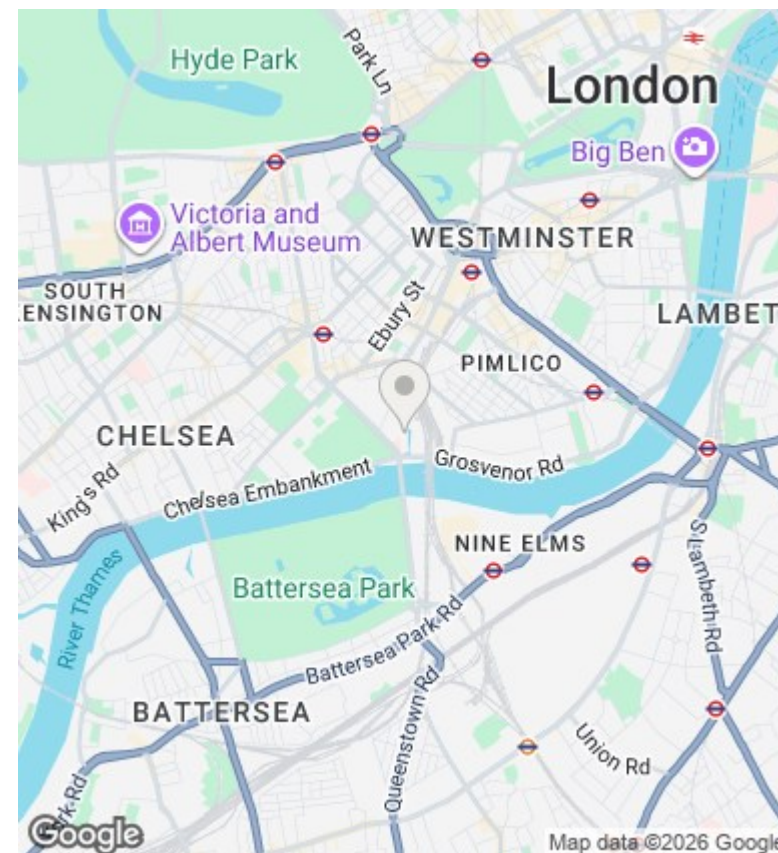 Park Ln
Hyde Park
London
Big Ben
Victoria and
Albert Museum
WESTMINSTER
SOUTH
ENSINGTON
Ebury St
LAMBET
PIMLICO
CHELSEA
King's Rd
Chelsea Embankment
Grosvenor Rd
NINE ELMS
S Lambeth Rd
River Thames
Battersea Park
Battersea Park Rd
BATTERSEA
Queenstown Rd
Union Rd
Park Rd
Google
Map data ©2026 Google